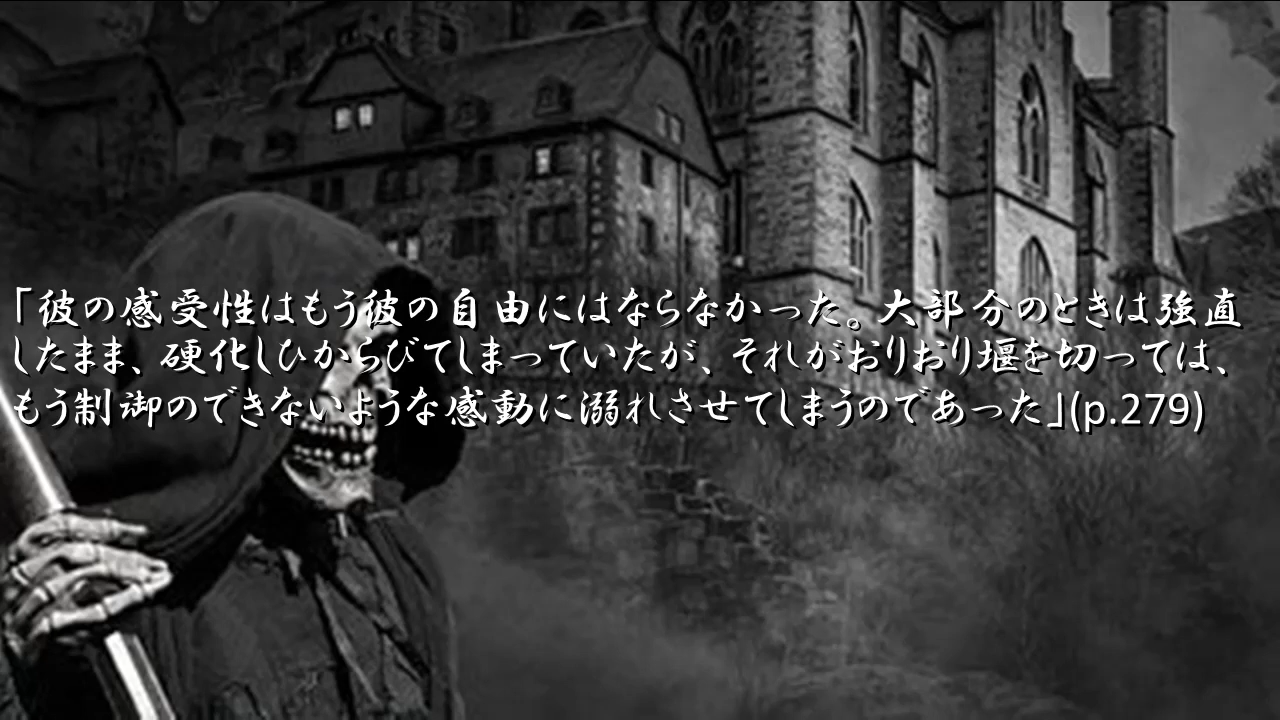 「彼の感受性はもう彼の自由にはならなかった。大部分のときは強直
したまま、硬化しひからびてしまっていたが、それがおりおり堰を切っては、
もう制御のできないような感動に溺れさせてしまうのであった」(p.279)